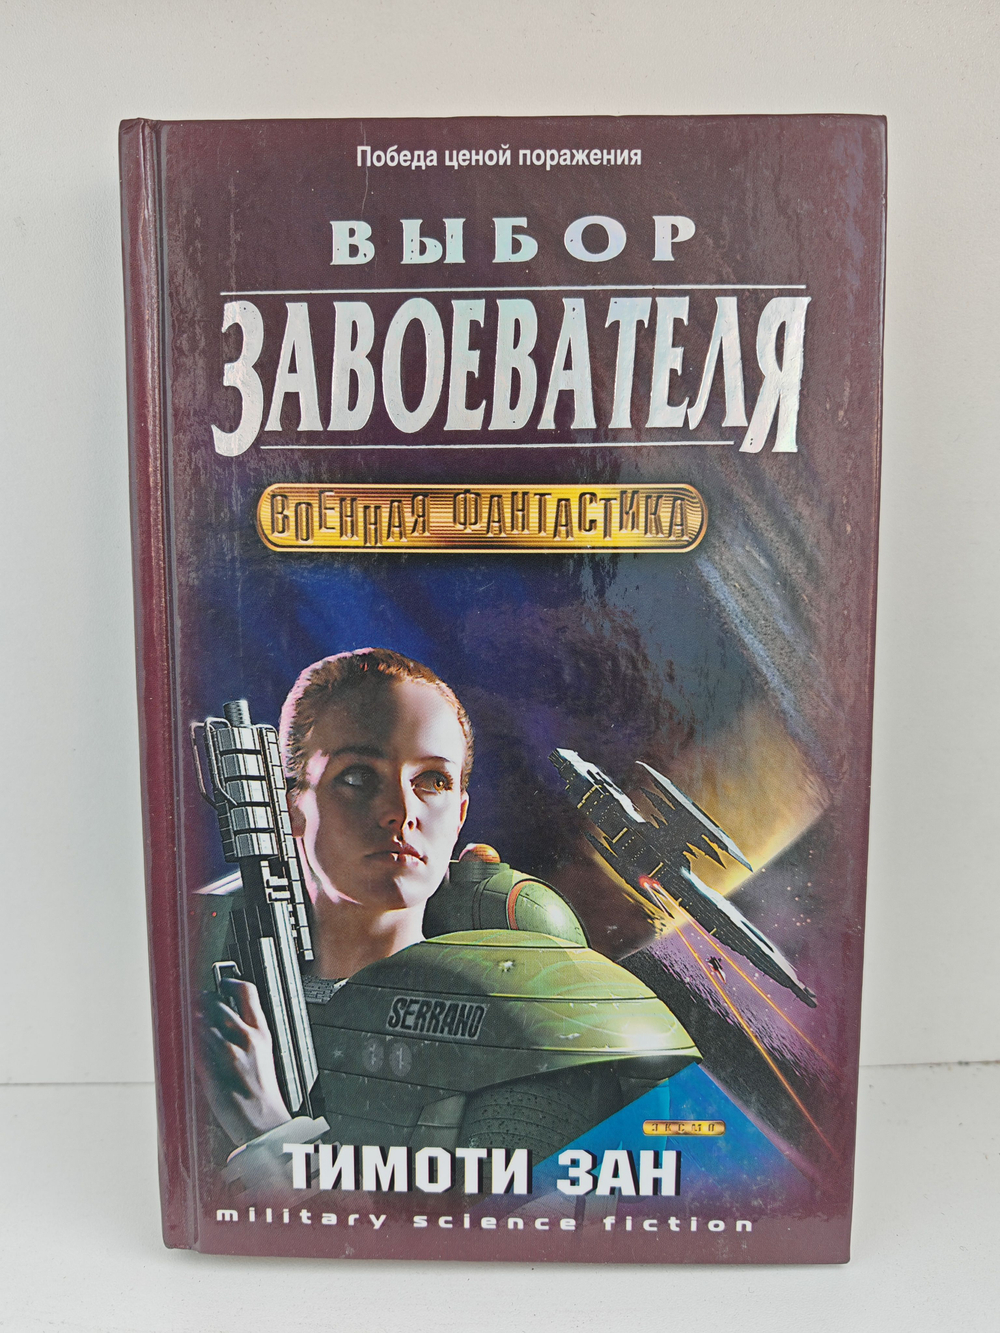 Победа ценой поражения
ВЫБОР
ЗАВОЕВАТЕЛЯ
ВОЕННАЯ ФАНТАСТИКА
SERRANO
ЭКСМО
ТИМОТИ ЗАН
military science fiction